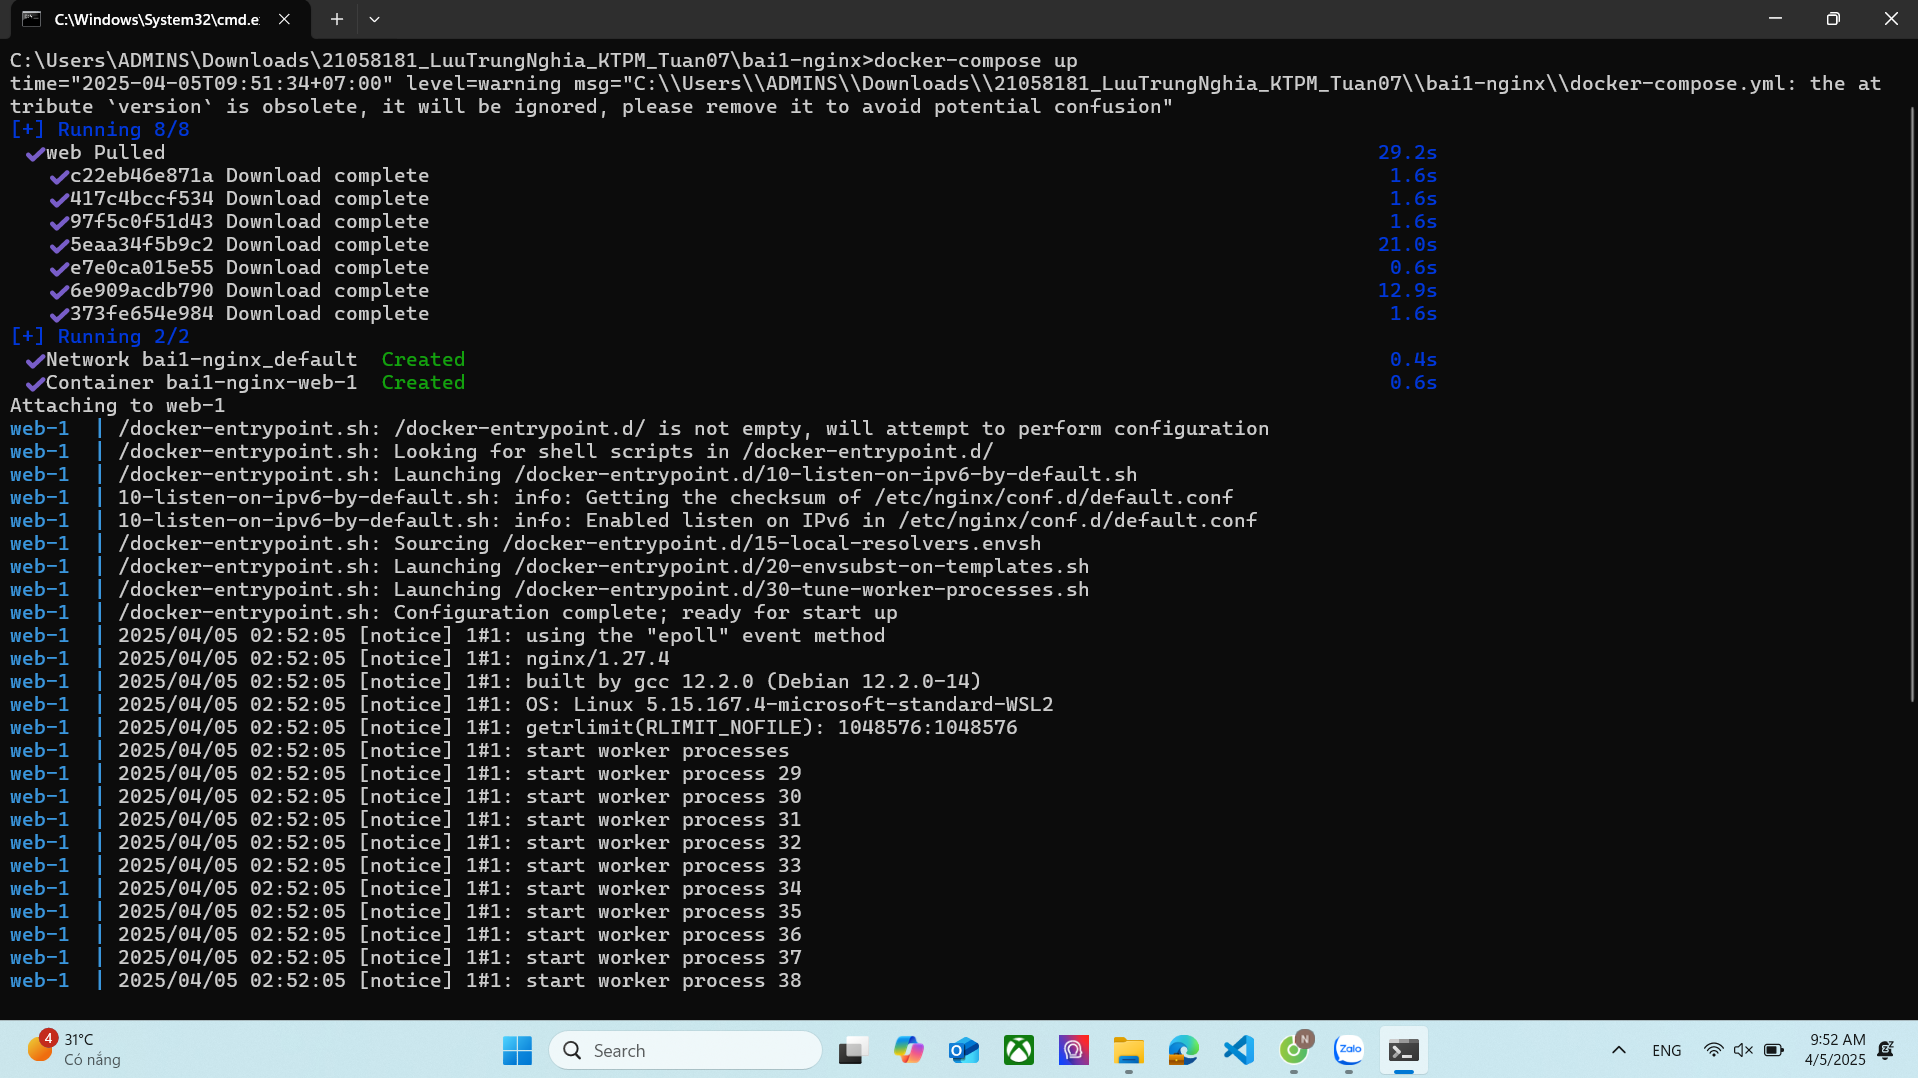 C:\Windows\System32\cmd.e
C:\Users\ADMINS\Downloads\21058181_LuuTrungNghia_KTPM_Tuan07\bai1-nginx>docker-compose up
time="2025-04-05T09:51:34+07:00" level=warning msg="C:\\Users\\ADMINS\\Downloads\\21058181_LuuTrungNghia_KTPM_Tuan07\\bai1-nginx\\docker-compose.yml: the at
tribute `version` is obsolete, it will be ignored, please remove it to avoid potential confusion"
[+] Running 8/8
✔web Pulled 29.2s
✔c22eb46e871a Download complete 1.6s
✔417c4bccf534 Download complete 1.6s
✔97f5c0f51d43 Download complete 1.6s
✔5eaa34f5b9c2 Download complete 21.0s
✔e7e0ca015e55 Download complete 0.6s
✔6e909acdb790 Download complete 12.9s
✔373fe654e984 Download complete 1.6s
[+] Running 2/2
✔Network bai1-nginx_default Created 0.4s
✔Container bai1-nginx-web-1 Created 0.6s
Attaching to web-1
web-1 | /docker-entrypoint.sh: /docker-entrypoint.d/ is not empty, will attempt to perform configuration
web-1 | /docker-entrypoint.sh: Looking for shell scripts in /docker-entrypoint.d/
web-1 | /docker-entrypoint.sh: Launching /docker-entrypoint.d/10-listen-on-ipv6-by-default.sh
web-1 | 10-listen-on-ipv6-by-default.sh: info: Getting the checksum of /etc/nginx/conf.d/default.conf
web-1 | 10-listen-on-ipv6-by-default.sh: info: Enabled listen on IPv6 in /etc/nginx/conf.d/default.conf
web-1 | /docker-entrypoint.sh: Sourcing /docker-entrypoint.d/15-local-resolvers.envsh
web-1 | /docker-entrypoint.sh: Launching /docker-entrypoint.d/20-envsubst-on-templates.sh
web-1 | /docker-entrypoint.sh: Launching /docker-entrypoint.d/30-tune-worker-processes.sh
web-1 | /docker-entrypoint.sh: Configuration complete; ready for start up
web-1 | 2025/04/05 02:52:05 [notice] 1#1: using the "epoll" event method
web-1 | 2025/04/05 02:52:05 [notice] 1#1: nginx/1.27.4
web-1 | 2025/04/05 02:52:05 [notice] 1#1: built by gcc 12.2.0 (Debian 12.2.0-14)
web-1 | 2025/04/05 02:52:05 [notice] 1#1: OS: Linux 5.15.167.4-microsoft-standard-WSL2
web-1 | 2025/04/05 02:52:05 [notice] 1#1: getrlimit(RLIMIT_NOFILE): 1048576:1048576
web-1 | 2025/04/05 02:52:05 [notice] 1#1: start worker processes
web-1 | 2025/04/05 02:52:05 [notice] 1#1: start worker process 29
web-1 | 2025/04/05 02:52:05 [notice] 1#1: start worker process 30
web-1 | 2025/04/05 02:52:05 [notice] 1#1: start worker process 31
web-1 | 2025/04/05 02:52:05 [notice] 1#1: start worker process 32
web-1 | 2025/04/05 02:52:05 [notice] 1#1: start worker process 33
web-1 | 2025/04/05 02:52:05 [notice] 1#1: start worker process 34
web-1 | 2025/04/05 02:52:05 [notice] 1#1: start worker process 35
web-1 | 2025/04/05 02:52:05 [notice] 1#1: start worker process 36
web-1 | 2025/04/05 02:52:05 [notice] 1#1: start worker process 37
web-1 | 2025/04/05 02:52:05 [notice] 1#1: start worker process 38
4 31°C
Có nắng
Search
N
Zalo
ENG
9:52 AM
4/5/2025